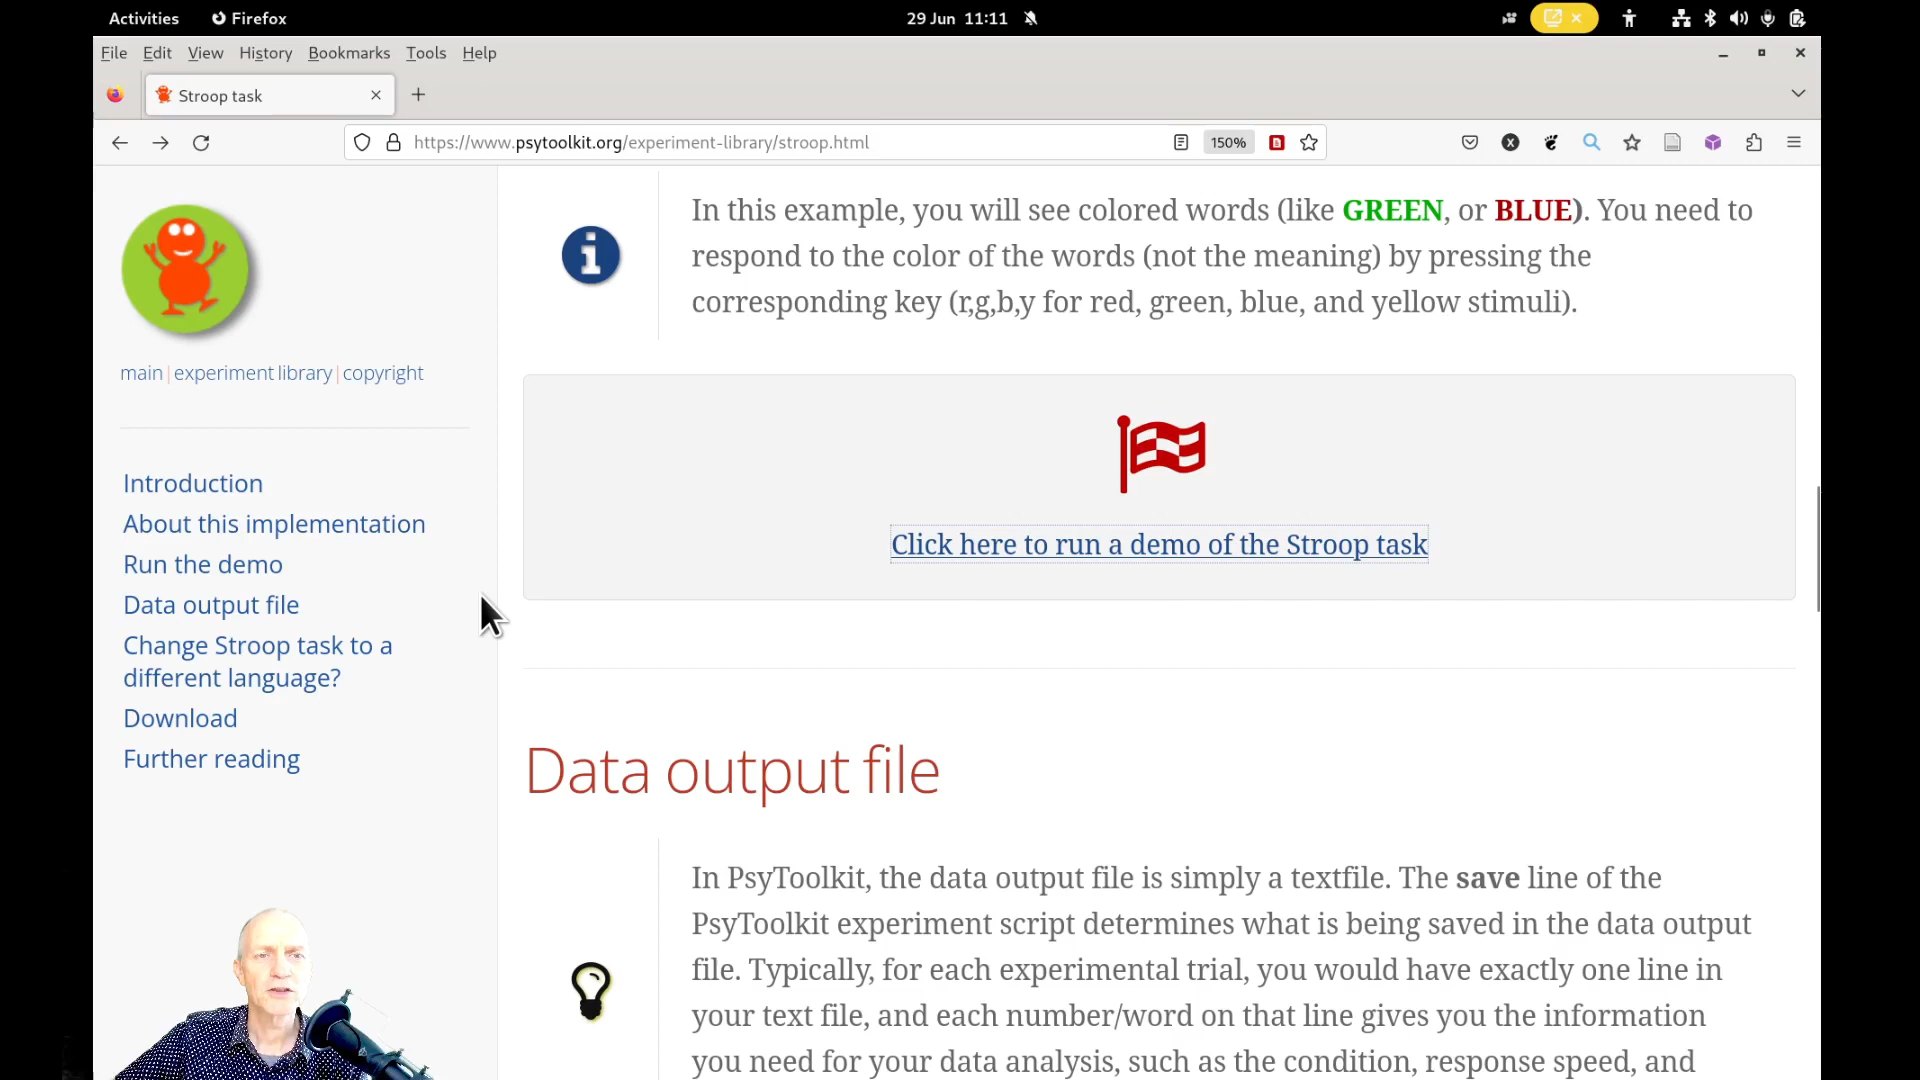 Activities Firefox 29 Jun 11:11
File Edit View History Bookmarks Tools Help
Stroop task
https://www.psytoolkit.org/experiment-library/stroop.html 150%
main | experiment library | copyright
Introduction
About this implementation
Run the demo
Data output file
Change Stroop task to a
different language?
Download
Further reading
In this example, you will see colored words (like GREEN, or BLUE). You need to
respond to the color of the words (not the meaning) by pressing the
corresponding key (r,g,b,y for red, green, blue, and yellow stimuli).
Click here to run a demo of the Stroop task
Data output file
In PsyToolkit, the data output file is simply a textfile. The save line of the
PsyToolkit experiment script determines what is being saved in the data output
file. Typically, for each experimental trial, you would have exactly one line in
your text file, and each number/word on that line gives you the information
you need for your data analysis, such as the condition, response speed, and